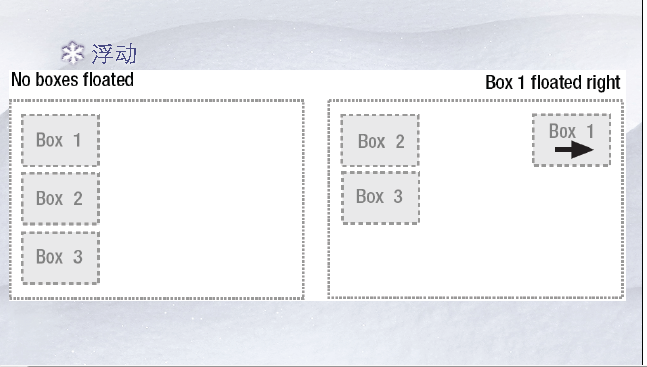 浮动
No boxes floated
Box 1 floated right
Box 1
Box 2
Box 3
Box 2
Box 1
Box 3